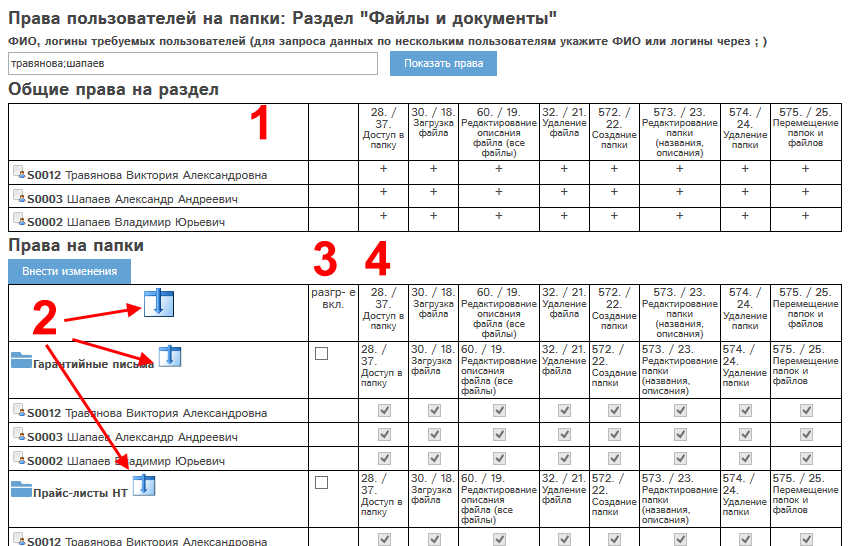 Права пользователей на папки: Раздел "Файлы и документы"
ФИО, логины требуемых пользователей (для запроса данных по нескольким пользователям укажите ФИО или логины через ; )
травянова;шапаев
Показать права
Общие права на раздел
1
28. / 37. Доступ в папку
30. / 18. Загрузка файла
60. / 19. Редактирование описания файла (все файлы)
32. / 21. Удаление файла
572. / 22. Создание папки
573. / 23. Редактирование папки (названия, описания)
574. / 24. Удаление папки
575. / 25. Перемещение папок и файлов
S0012 Травянова Виктория Александровна + + + + + + + +
S0003 Шапаев Александр Андреевич + + + + + + + +
S0002 Шапаев Владимир Юрьевич + + + + + + + +
Права на папки
3 4
Внести изменения
2
разгр- е вкл.
28. / 37. Доступ в папку
30. / 18. Загрузка файла
60. / 19. Редактирование описания файла (все файлы)
32. / 21. Удаление файла
572. / 22. Создание папки
573. / 23. Редактирование папки (названия, описания)
574. / 24. Удаление папки
575. / 25. Перемещение папок и файлов
Гарантийные письма
28. / 37. Доступ в папку
30. / 18. Загрузка файла
60. / 19. Редактирование описания файла (все файлы)
32. / 21. Удаление файла
572. / 22. Создание папки
573. / 23. Редактирование папки (названия, описания)
574. / 24. Удаление папки
575. / 25. Перемещение папок и файлов
S0012 Травянова Виктория Александровна
S0003 Шапаев Александр Андреевич
S0002 Шапаев Владимир Юрьевич
Прайс-листы НТ
28. / 37. Доступ в папку
30. / 18. Загрузка файла
60. / 19. Редактирование описания файла (все файлы)
32. / 21. Удаление файла
572. / 22. Создание папки
573. / 23. Редактирование папки (названия, описания)
574. / 24. Удаление папки
575. / 25. Перемещение папок и файлов
S0012 Травянова Виктория Александровна